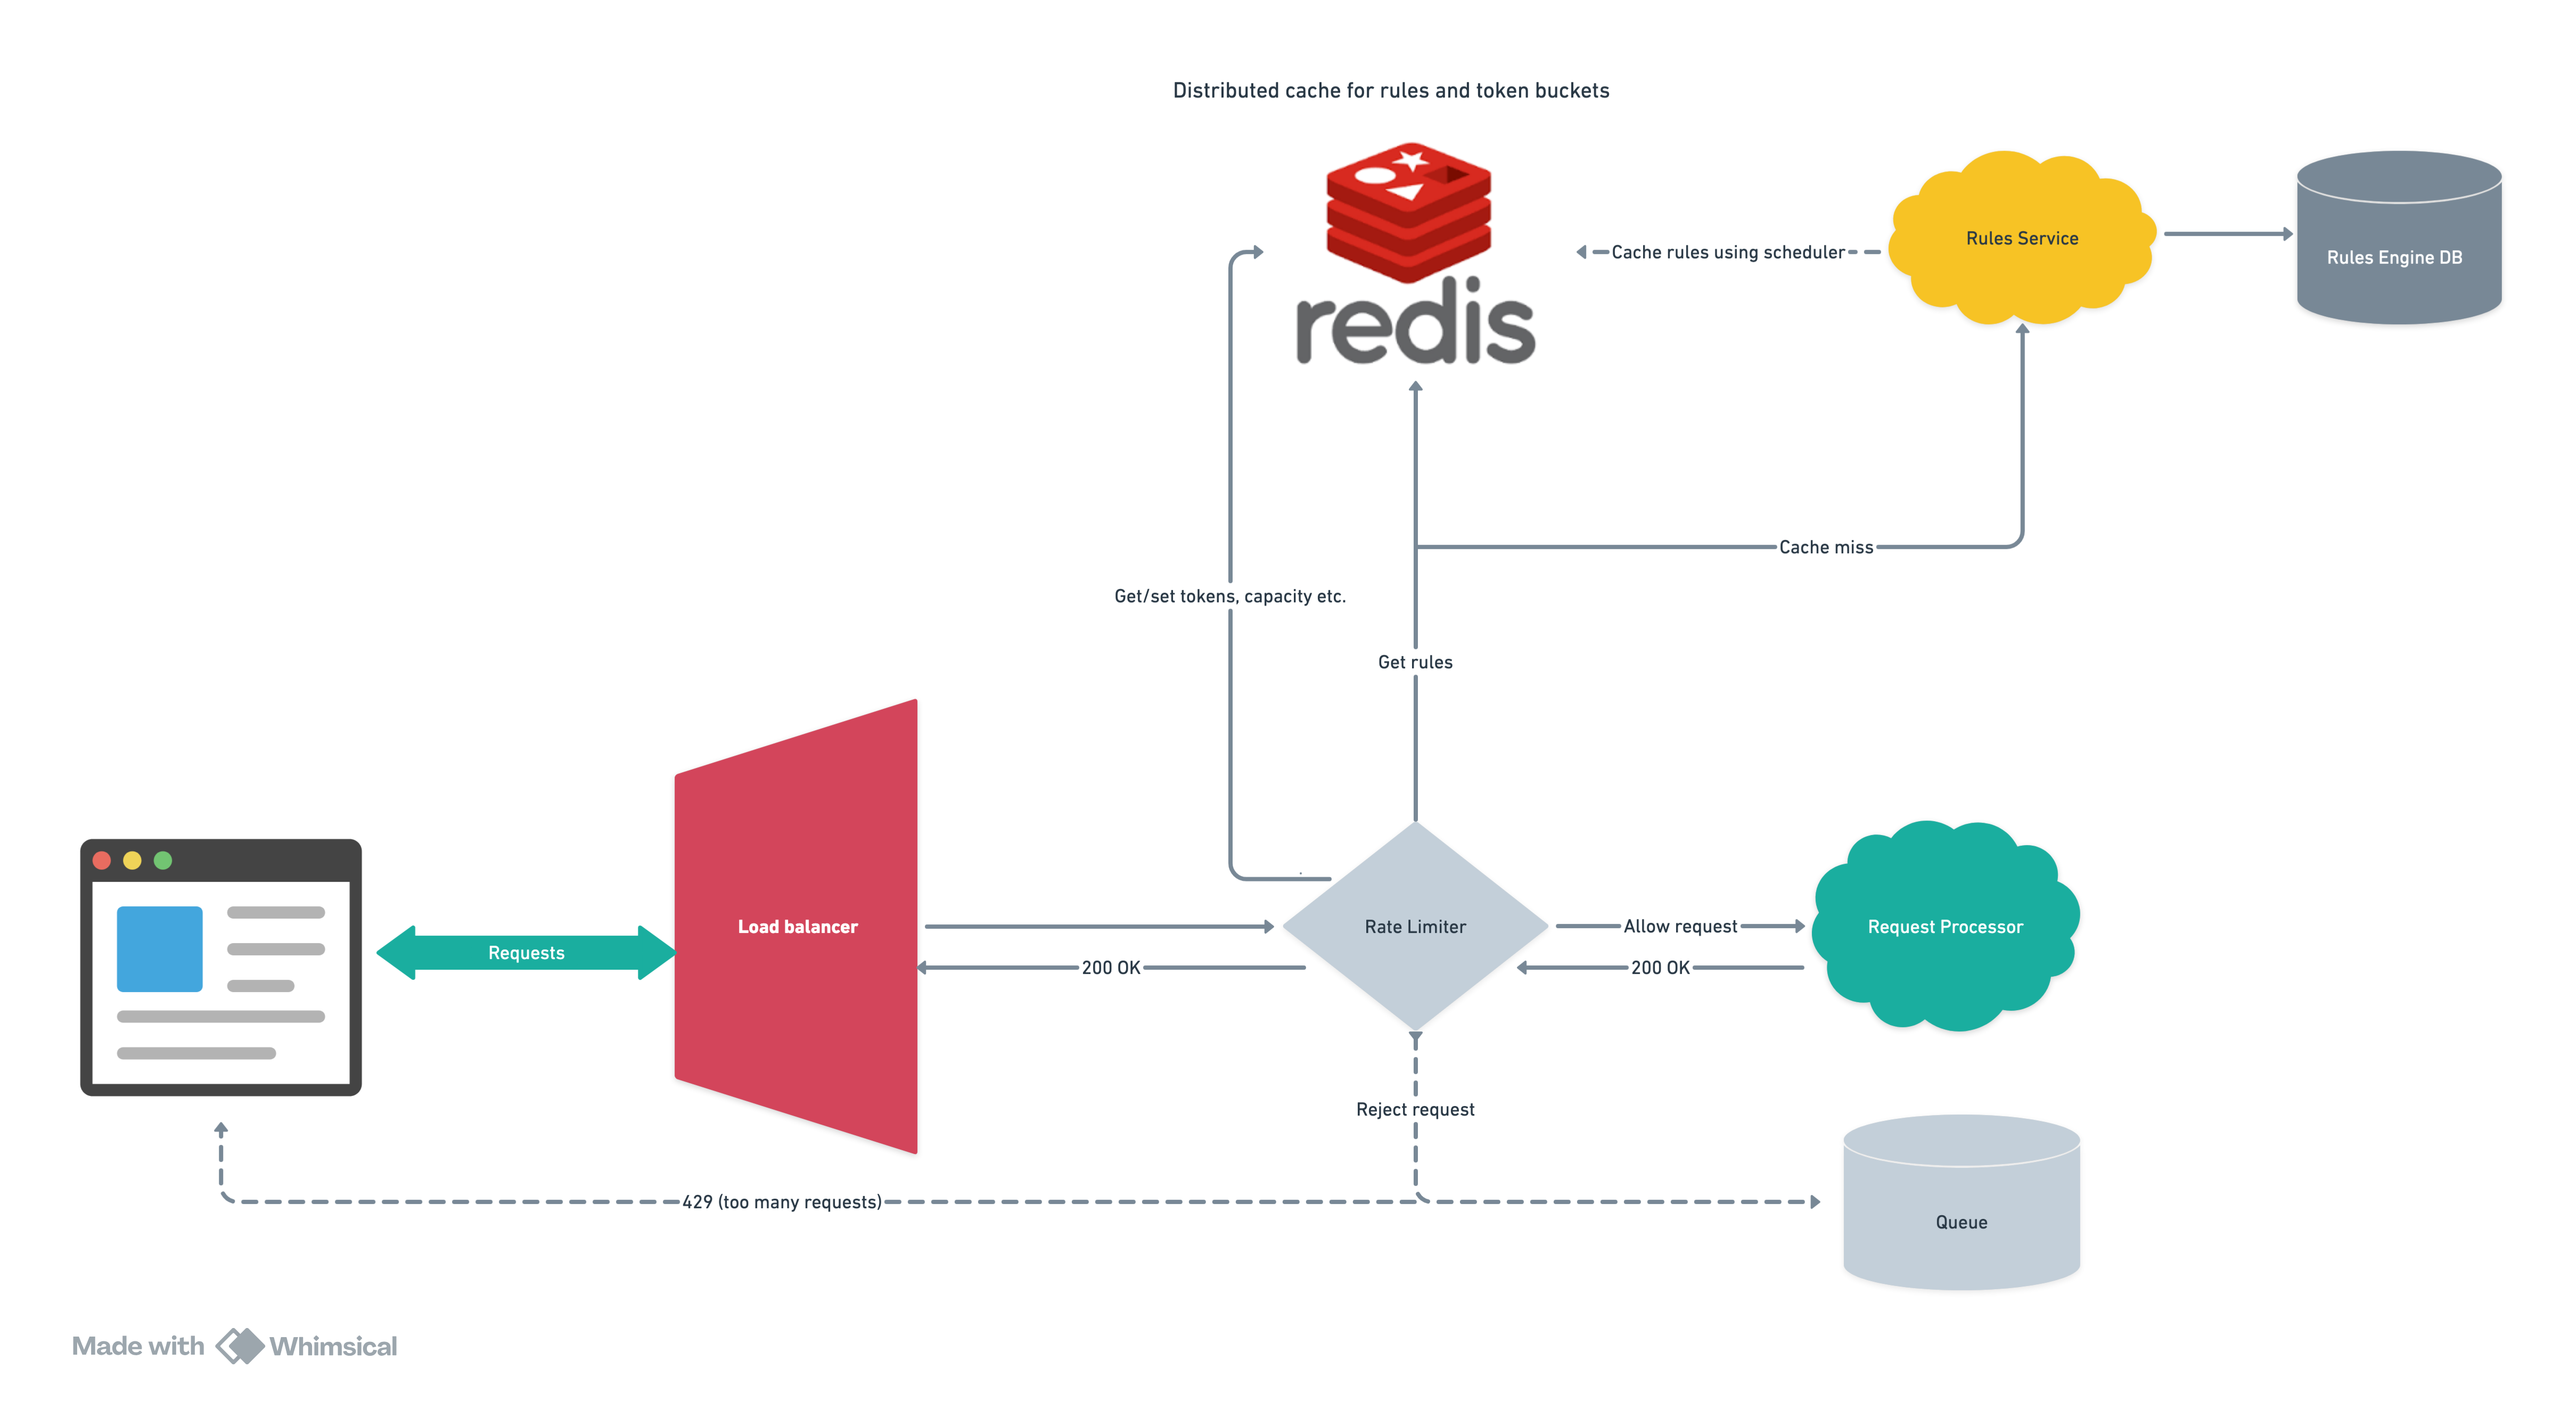 Distributed cache for rules and token buckets
redis
Cache rules using scheduler
Rules Service
Rules Engine DB
Cache miss
Get/set tokens, capacity etc.
Get rules
Requests
Load balancer
Rate Limiter
Allow request
Request Processor
200 OK
200 OK
Reject request
429 (too many requests)
Queue
Made with Whimsical